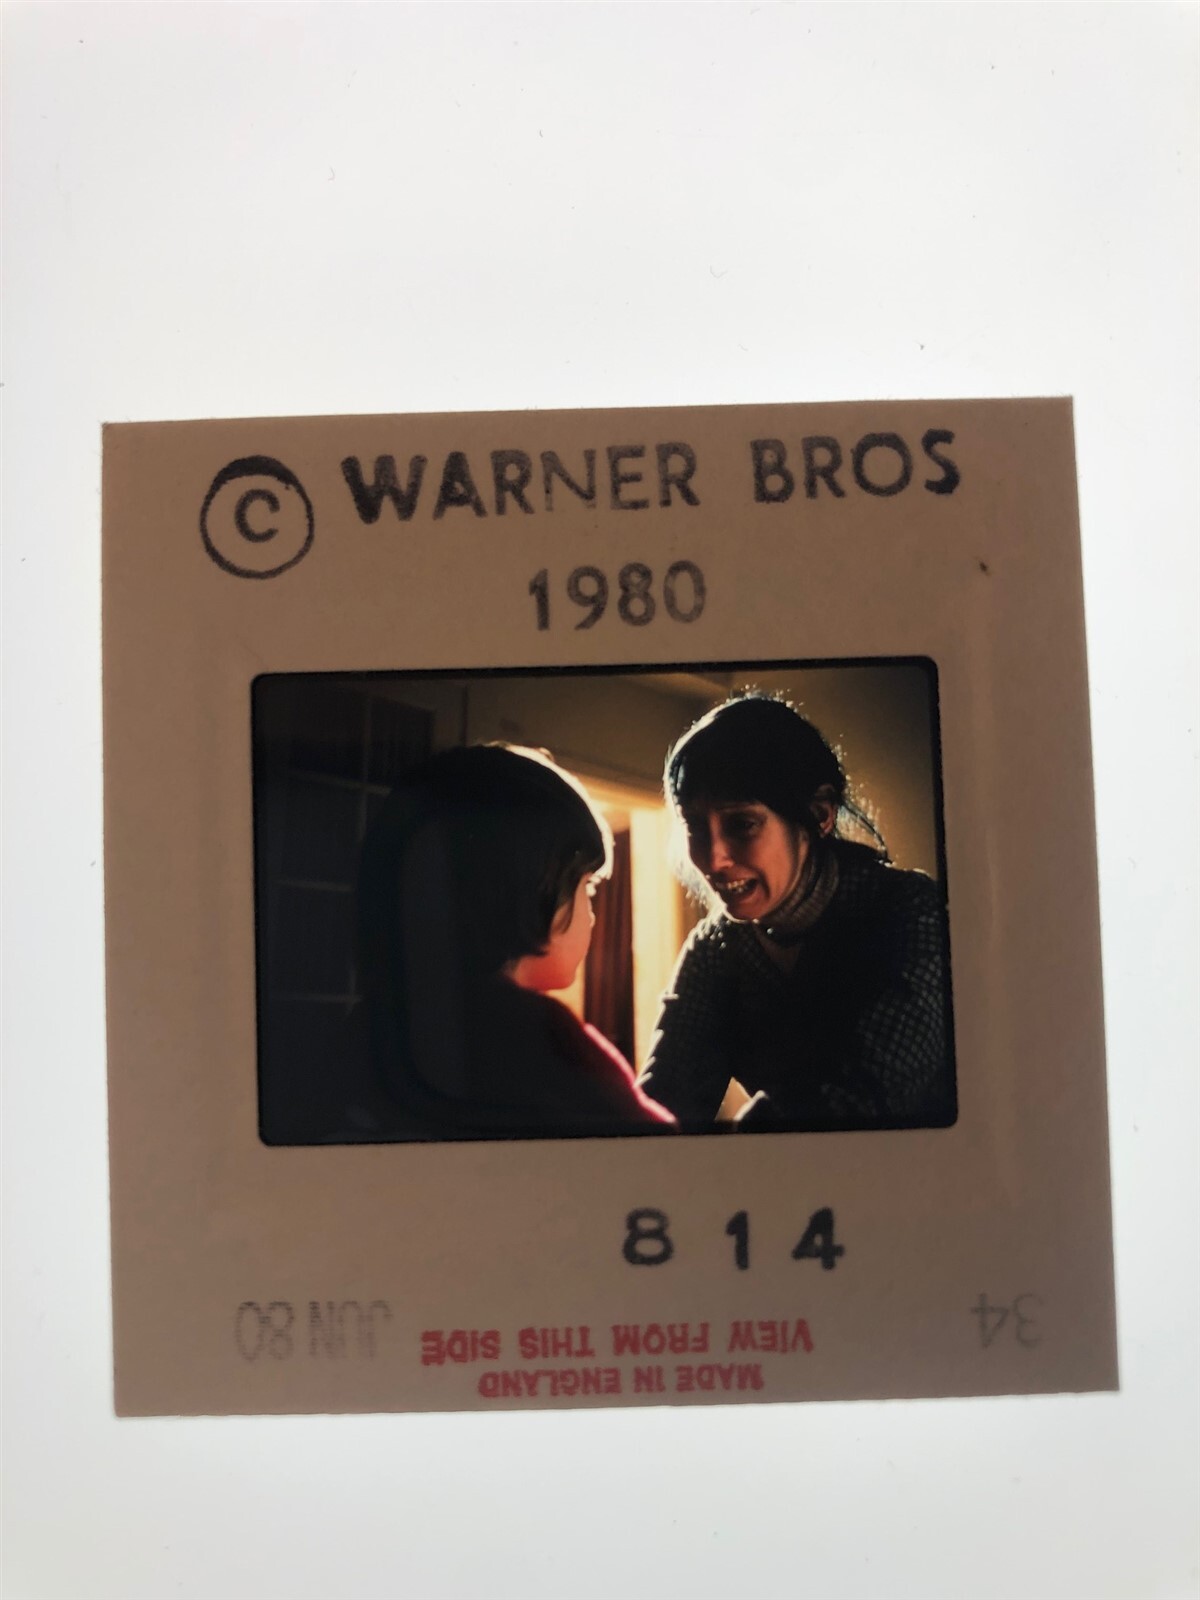 © WARNER BROS
1980
814
JUN 80
34
VIEW FROM THIS SIDE
MADE IN ENGLAND